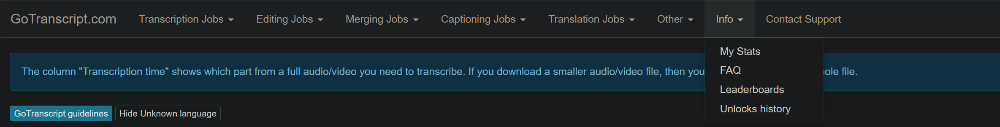 GoTranscript.com Transcription Jobs Editing Jobs Merging Jobs Captioning Jobs Translation Jobs Other Info Contact Support
My Stats
FAQ
Leaderboards
Unlocks history
The column "Transcription time" shows which part from a full audio/video you need to transcribe. If you download a smaller audio/video file, then you file.
GoTranscript guidelines Hide Unknown language